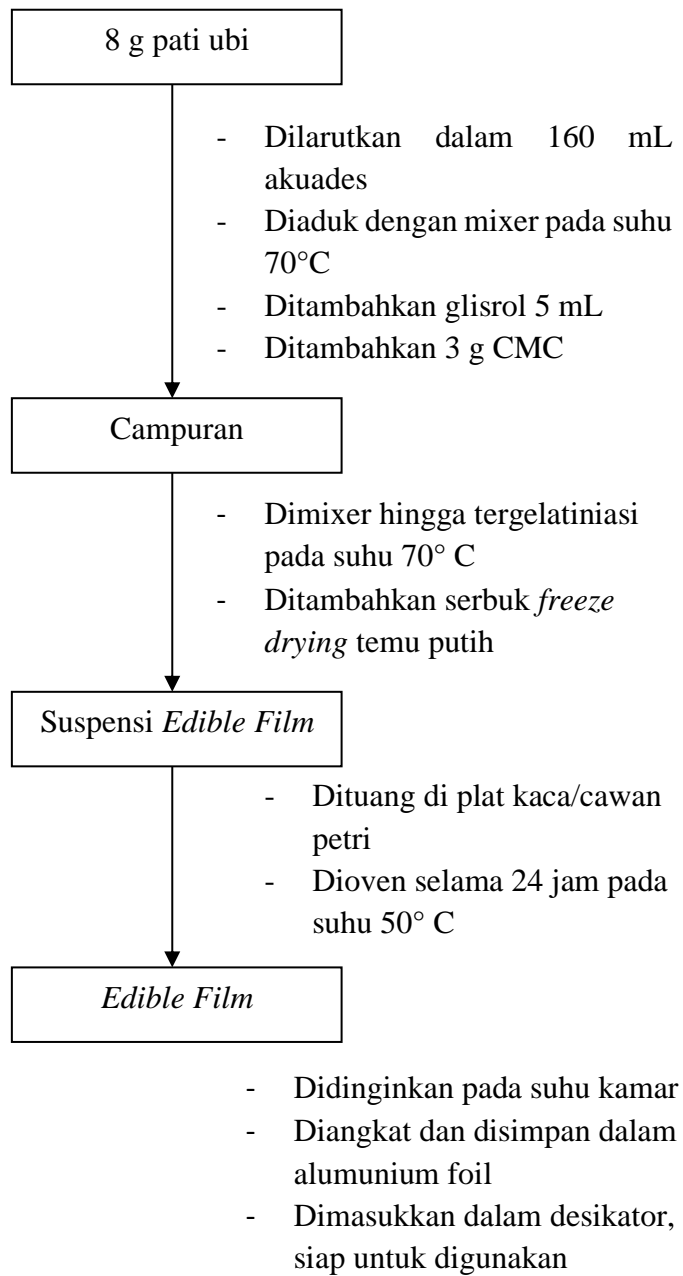 8 g pati ubi
- Dilarutkan dalam 160 mL
akuades
- Diaduk dengan mixer pada suhu
70°C
- Ditambahkan glisrol 5 mL
- Ditambahkan 3 g CMC
Campuran
- Dimixer hingga tergelatiniasi
pada suhu 70° C
- Ditambahkan serbuk freeze
drying temu putih
Suspensi Edible Film
- Dituang di plat kaca/cawan
petri
- Dioven selama 24 jam pada
suhu 50° C
Edible Film
- Didinginkan pada suhu kamar
- Diangkat dan disimpan dalam
alumunium foil
- Dimasukkan dalam desikator,
siap untuk digunakan